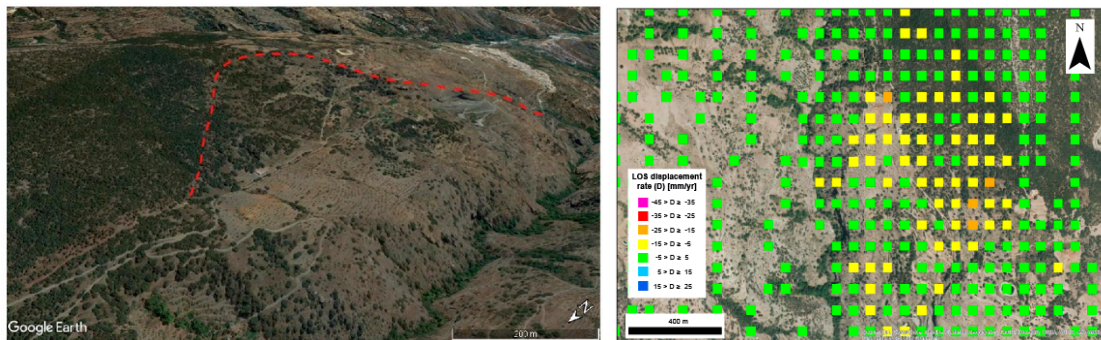 Google Earth
200 m
Z
N
LOS displacement
rate (D) [mm/yr]
-45 > D ≥ -35
-35 > D ≥ -25
-25 > D ≥ -15
-15 > D ≥ -5
-5 > D ≥ 5
5 > D ≥ 15
15 > D ≥ 25
400 m